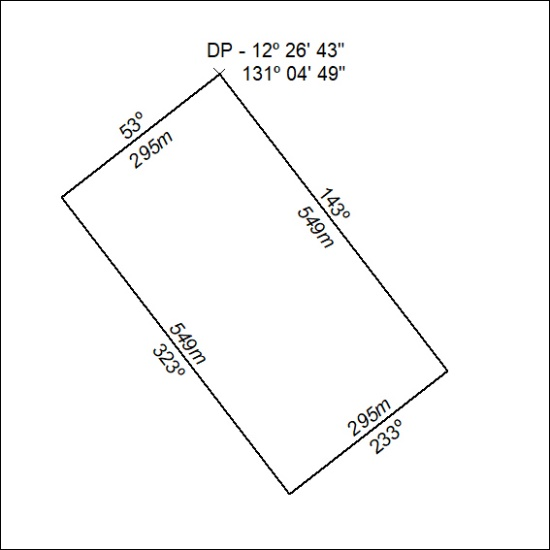 DP - 12º 26' 43"
131º 04' 49"
53º
295m
143º
549m
549m
323º
295m
233º